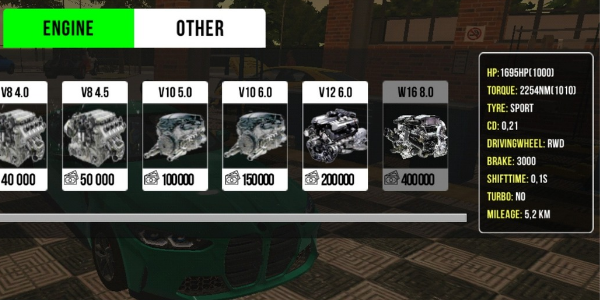 ENGINE
OTHER
V8 4.0
V8 4.5
V10 5.0
V10 6.0
V12 6.0
W16 8.0
40 000
50 000
100000
150000
200000
400000
HP: 1695HP(1000)
TORQUE: 2254NM(1010)
TYRE: SPORT
CD: 0,21
DRIVINGWHEEL: RWD
BRAKE: 3000
SHIFTTIME: 0,1S
TURBO: NO
MILEAGE: 5,2 KM